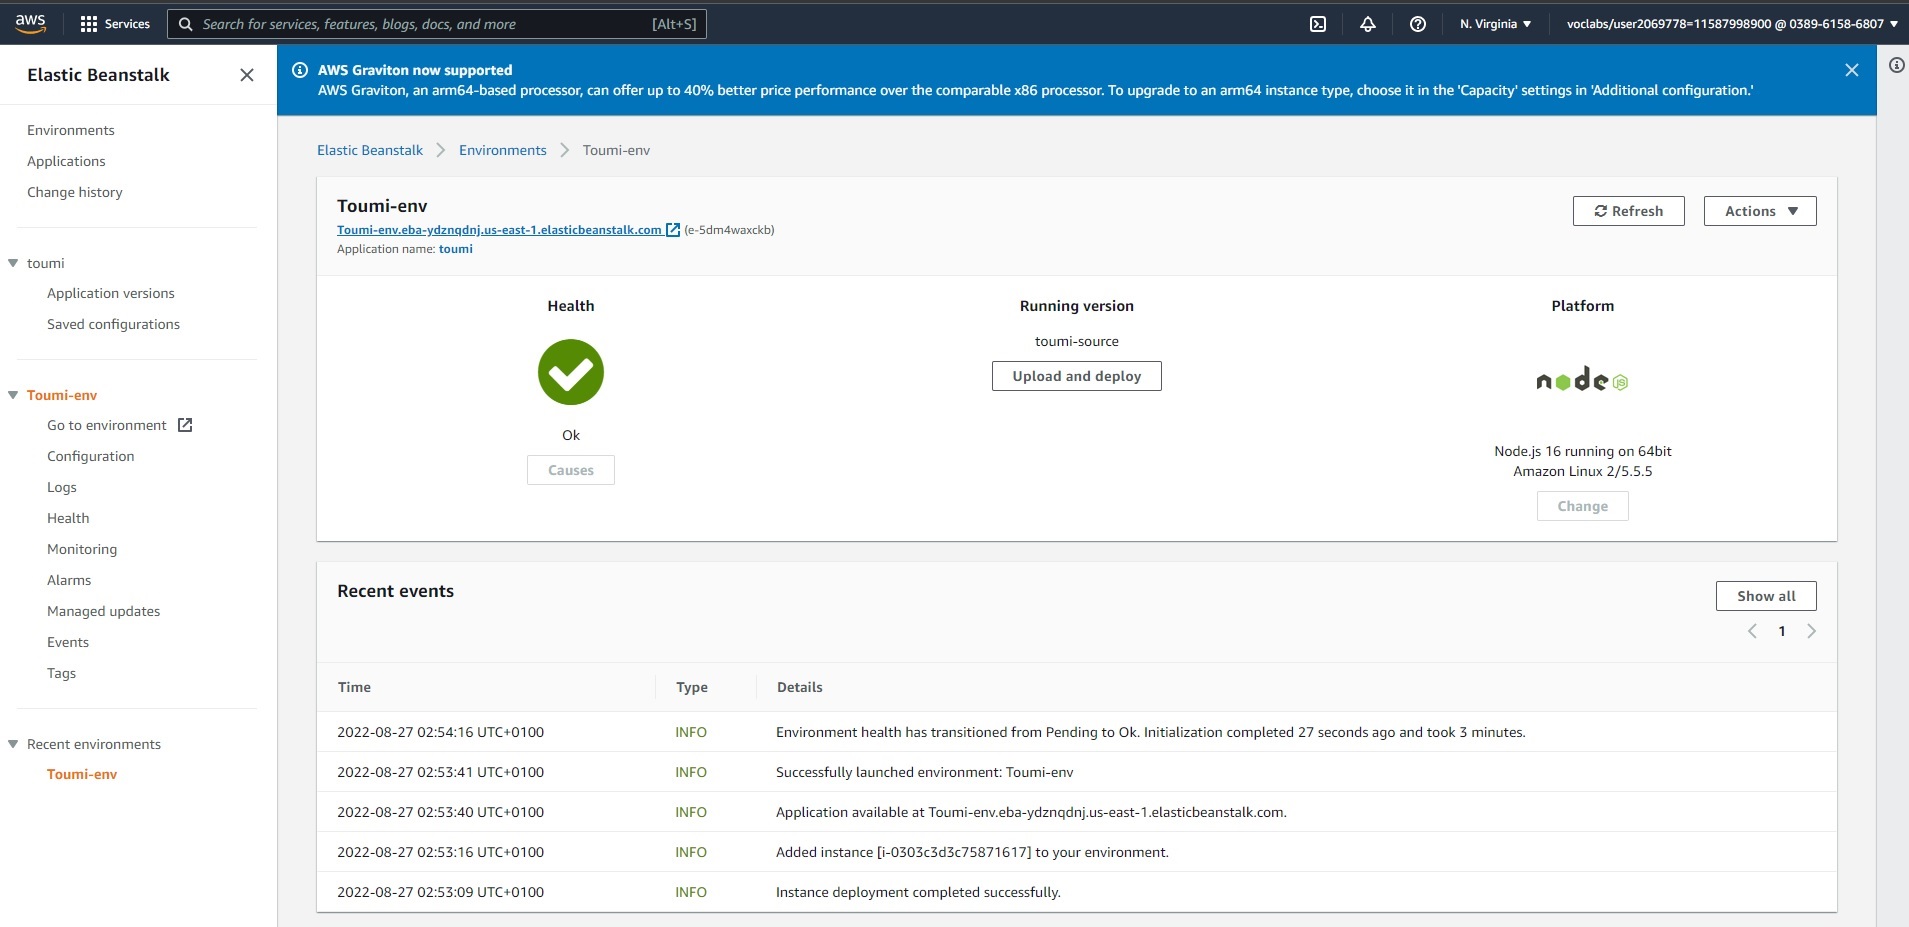 aws
Services
Search for services, features, blogs, docs, and more
[Alt+S]
N. Virginia
voclabs/user2069778=11587998900 @ 0389-6158-6807
Elastic Beanstalk
Environments
Applications
Change history
toumi
Application versions
Saved configurations
Toumi-env
Go to environment
Configuration
Logs
Health
Monitoring
Alarms
Managed updates
Events
Tags
Recent environments
Toumi-env
AWS Graviton now supported
AWS Graviton, an arm64-based processor, can offer up to 40% better price performance over the comparable x86 processor. To upgrade to an arm64 instance type, choose it in the 'Capacity' settings in 'Additional configuration.'
Elastic Beanstalk > Environments > Toumi-env
Toumi-env
Toumi-env.eba-ydznqdnj.us-east-1.elasticbeanstalk.com (e-5dm4waxckb)
Application name: toumi
Refresh
Actions
Health
Ok
Causes
Running version
toumi-source
Upload and deploy
Platform
node JS
Node.js 16 running on 64bit
Amazon Linux 2/5.5.5
Change
Recent events
Show all
1
Time Type Details
2022-08-27 02:54:16 UTC+0100 INFO Environment health has transitioned from Pending to Ok. Initialization completed 27 seconds ago and took 3 minutes.
2022-08-27 02:53:41 UTC+0100 INFO Successfully launched environment: Toumi-env
2022-08-27 02:53:40 UTC+0100 INFO Application available at Toumi-env.eba-ydznqdnj.us-east-1.elasticbeanstalk.com.
2022-08-27 02:53:16 UTC+0100 INFO Added instance [i-0303c3d3c75871617] to your environment.
2022-08-27 02:53:09 UTC+0100 INFO Instance deployment completed successfully.